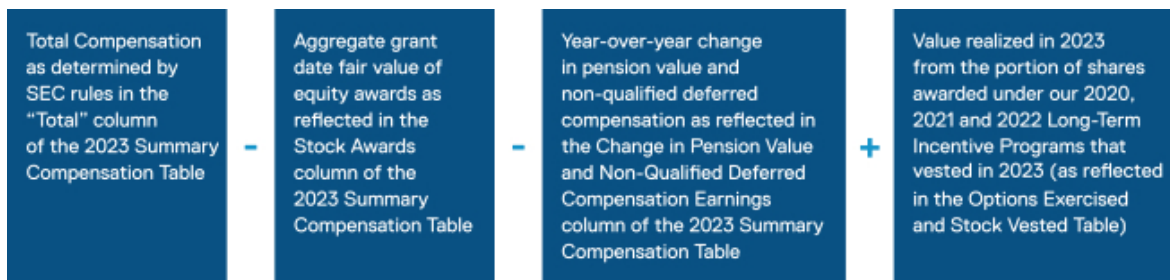 Total Compensation
as determined by
SEC rules in the
“Total” column
of the 2023 Summary
Compensation Table
-
Aggregate grant
date fair value of
equity awards as
reflected in the
Stock Awards
column of the
2023 Summary
Compensation Table
-
Year-over-year change
in pension value and
non-qualified deferred
compensation as reflected in
the Change in Pension Value
and Non-Qualified Deferred
Compensation Earnings
column of the 2023 Summary
Compensation Table
+
Value realized in 2023
from the portion of shares
awarded under our 2020,
2021 and 2022 Long-Term
Incentive Programs that
vested in 2023 (as reflected
in the Options Exercised
and Stock Vested Table)